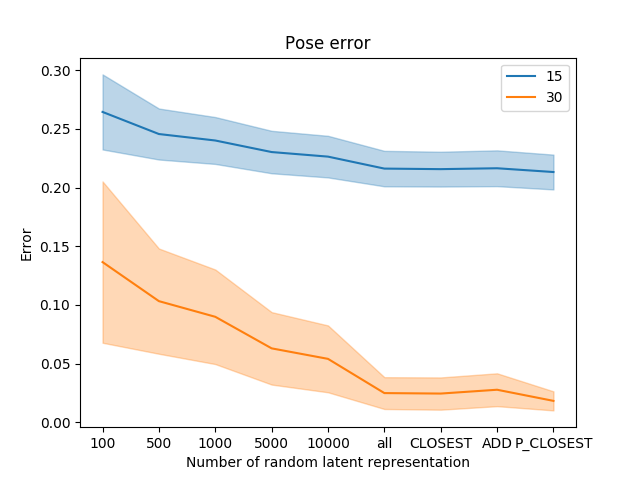 Pose error
15
30
0.30
0.25
0.20
0.15
0.10
0.05
0.00
Error
100 500 1000 5000 10000 all CLOSEST ADD P_CLOSEST
Number of random latent representation